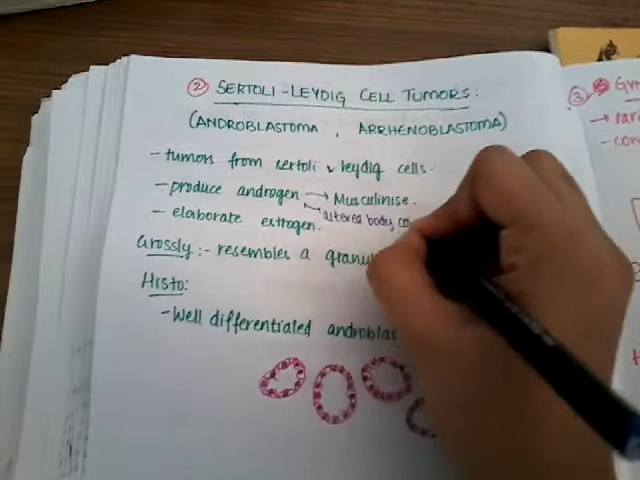 ② SERTOLI-LEYDIG CELL TUMORS:
(ANDROBLASTOMA, ARRHENOBLASTOMA)
- tumors from sertoli & leydig cells.
- produce androgen → Musculinise.
→ altered body
- elaborate estrogen.
Grossly:- resembles a
Histo:
- Well differentiated
③
→
-